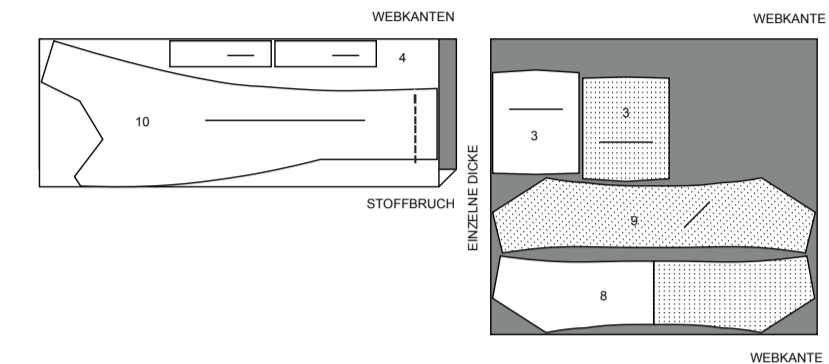 WEBKANTEN
4
10
STOFFBRUCH
EINZELNE DICKE
WEBKANTE
3
3
9
8
WEBKANTE